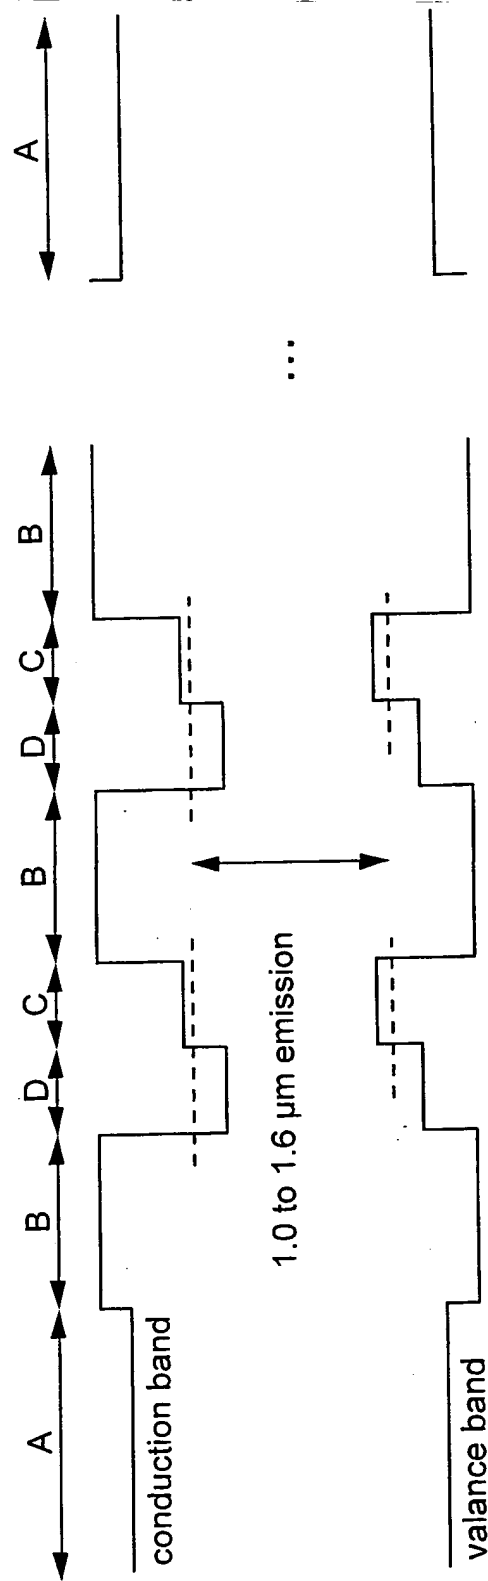 A
B
D
C
B
D
C
B
A
conduction band
1.0 to 1.6 μm emission
...
valance band